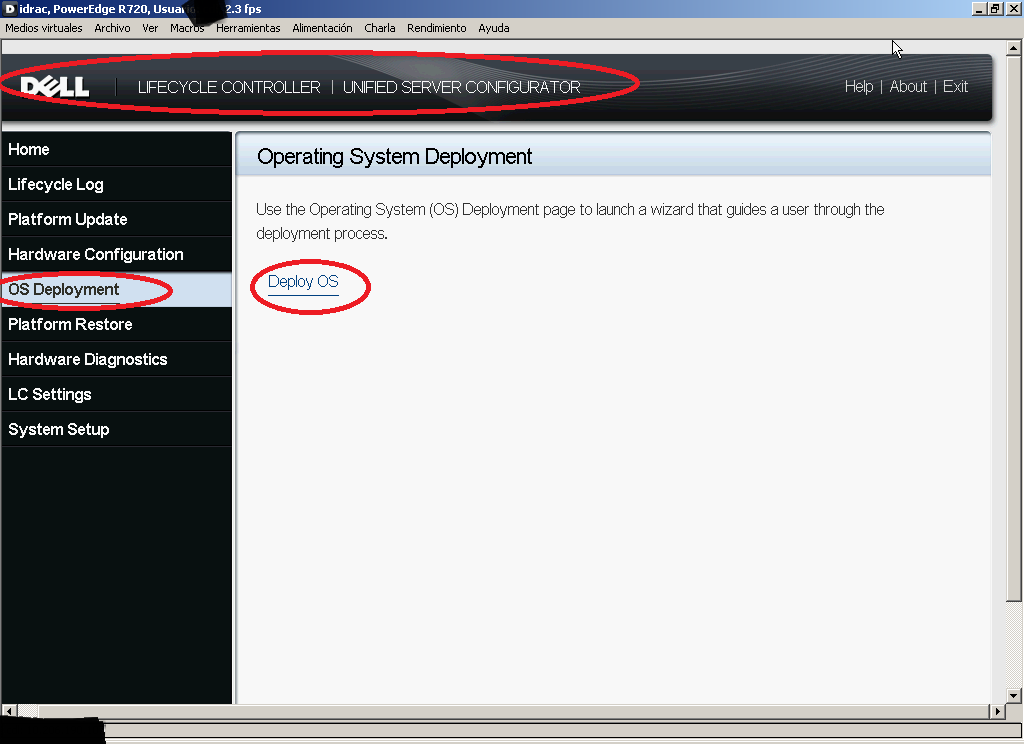 idrac, PowerEdge R720, 2.3 fps
Medios virtuales Archivo Ver Macros Herramientas Alimentación Charla Rendimiento Ayuda
DELL LIFECYCLE CONTROLLER | UNIFIED SERVER CONFIGURATOR Help | About | Exit
Home
Lifecycle Log
Platform Update
Hardware Configuration
OS Deployment
Platform Restore
Hardware Diagnostics
LC Settings
System Setup
Operating System Deployment
Use the Operating System (OS) Deployment page to launch a wizard that guides a user through the
deployment process.
Deploy OS